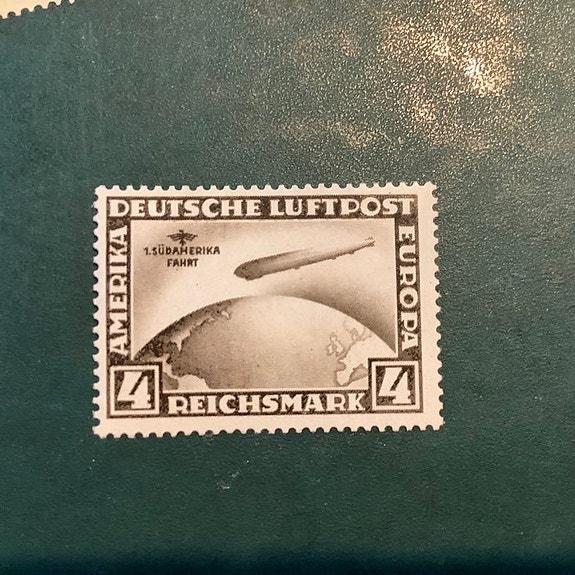 DEUTSCHE LUFTPOST
1.SÜDAMERIKA
FAHRT
AMERIKA
EUROPA
4 REICHSMARK 4